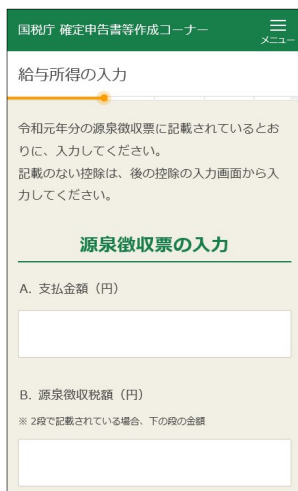 国税庁 確定申告書等作成コーナー
メニュー
給与所得の入力
令和元年分の源泉徴収票に記載されているとお
りに、入力してください。
記載のない控除は、後の控除の入力画面から入
力してください。
源泉徴収票の入力
A. 支払金額（円）
B. 源泉徴収税額（円）
※ 2段で記載されている場合、下の段の金額